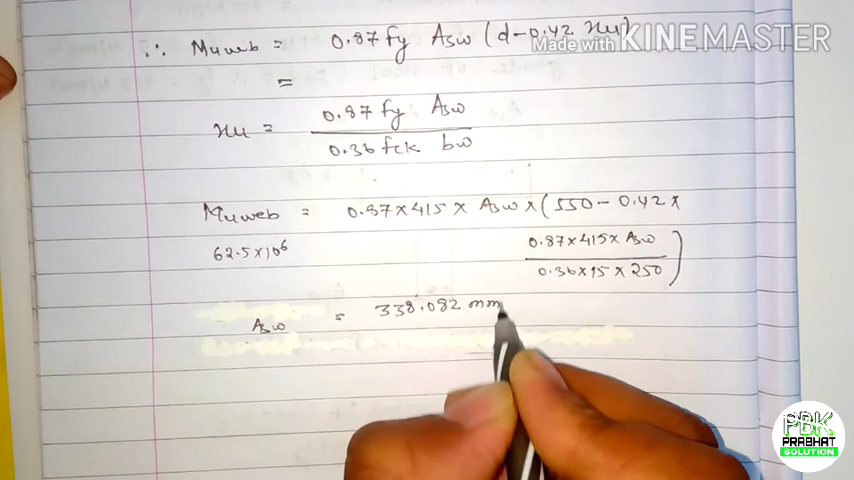 ∴ Muweb = 0.87 fy Asw (d-0.42 xu)
Made with KINEMASTER
=
xu = 0.87 fy Asw
0.36 fck bw
Muweb = 0.87×415× Asw×(550-0.42×
62.5×10⁶ 0.87×415×Asw)
0.36×15×250
Asw = 338.082 mm
PBK
PRABHAT
SOLUTION